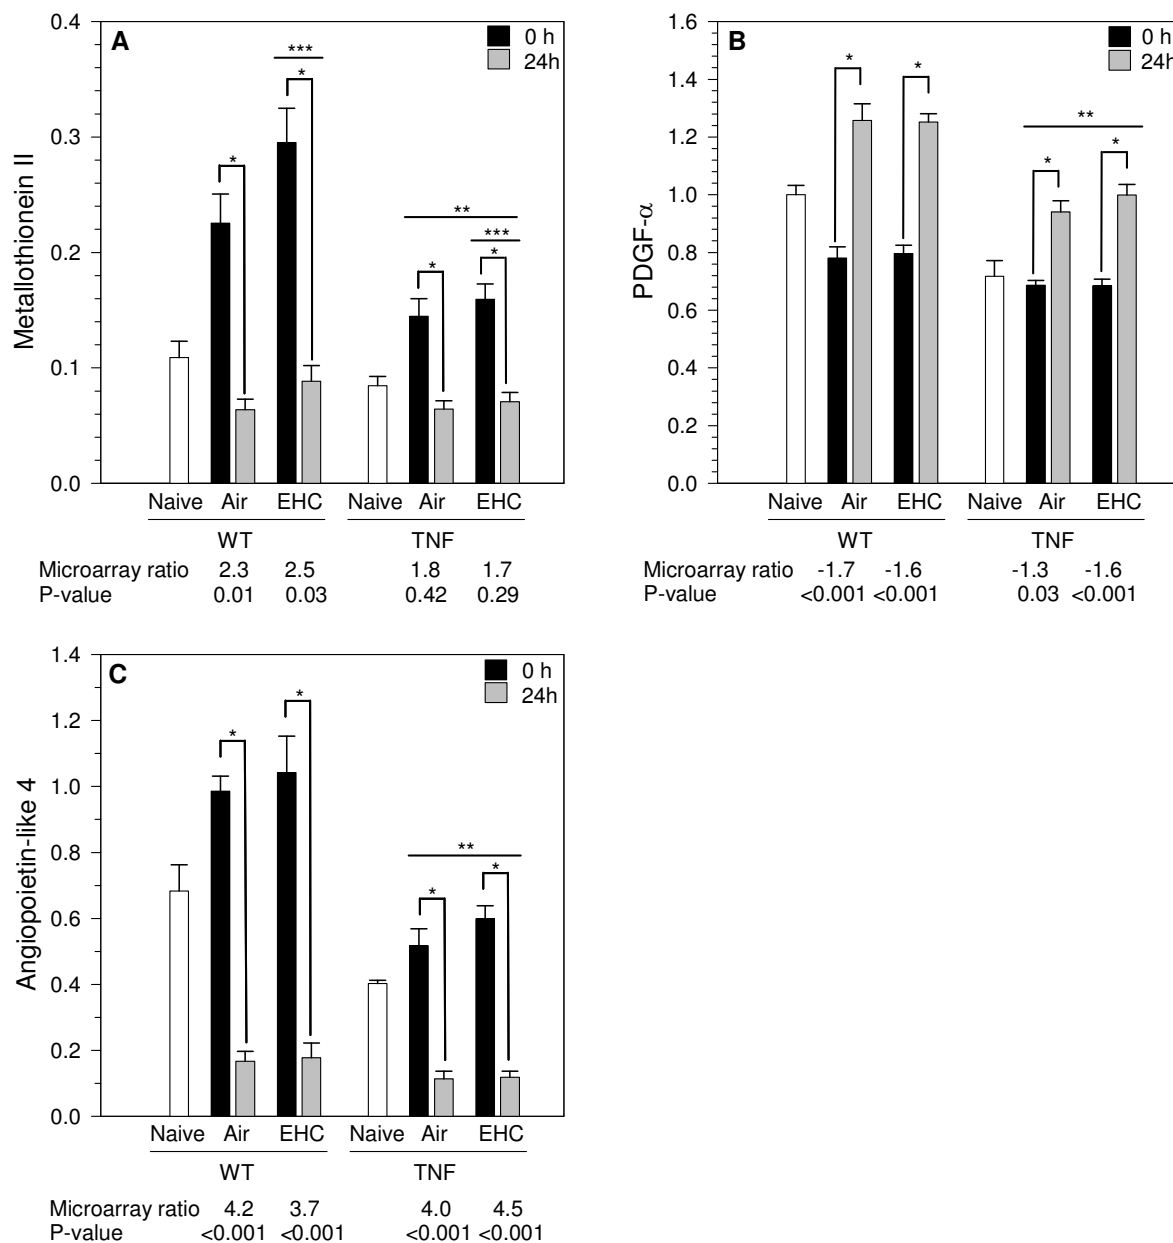 A
0 h
24h
Metallothionein II
0.4
0.3
0.2
0.1
0.0
***
*
*
**
***
*
*
Naive Air EHC Naive Air EHC
WT TNF
Microarray ratio 2.3 2.5 1.8 1.7
P-value 0.01 0.03 0.42 0.29
B
0 h
24h
PDGF-α
1.6
1.4
1.2
1.0
0.8
0.6
0.4
0.2
0.0
*
*
**
*
*
Naive Air EHC Naive Air EHC
WT TNF
Microarray ratio -1.7 -1.6 -1.3 -1.6
P-value <0.001 <0.001 0.03 <0.001
C
0 h
24h
Angiopoietin-like 4
1.4
1.2
1.0
0.8
0.6
0.4
0.2
0.0
*
*
**
*
*
Naive Air EHC Naive Air EHC
WT TNF
Microarray ratio 4.2 3.7 4.0 4.5
P-value <0.001 <0.001 <0.001 <0.001